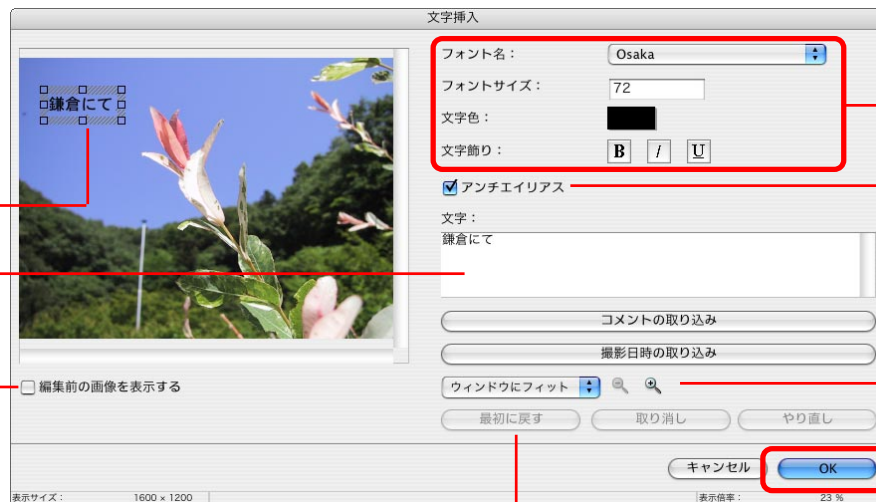 文字挿入
鎌倉にて
フォント名： Osaka
フォントサイズ： 72
文字色：
文字飾り： B I U
アンチエイリアス
文字：
鎌倉にて
コメントの取り込み
撮影日時の取り込み
編集前の画像を表示する
ウィンドウにフィット
最初に戻す 取り消し やり直し
キャンセル OK
表示サイズ： 1600 × 1200 表示倍率： 23 %